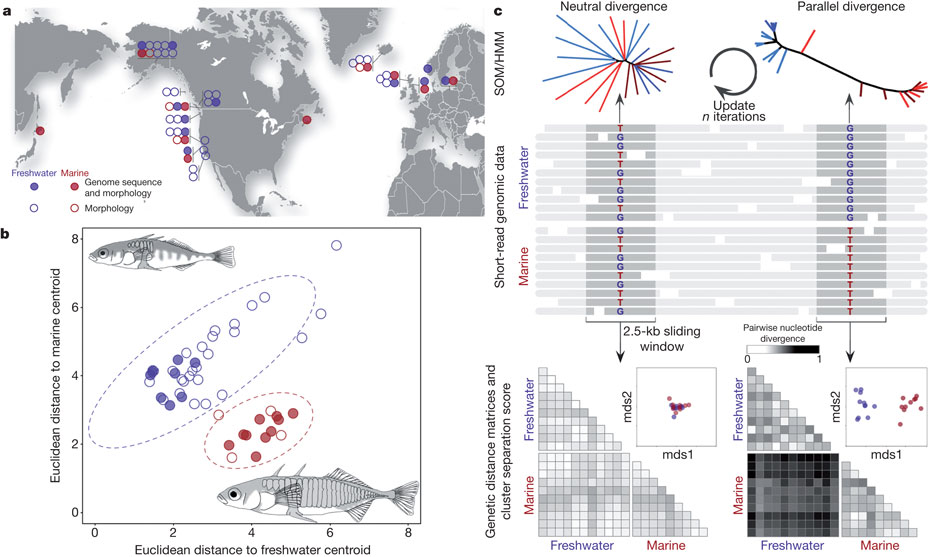 a
Freshwater Marine
Genome sequence
and morphology
Morphology
b
Euclidean distance to marine centroid
8
6
4
2
0
0 2 4 6 8
Euclidean distance to freshwater centroid
c
Neutral divergence
Parallel divergence
SOM/HMM
Update
n iterations
Short-read genomic data
Freshwater
Marine
2.5-kb sliding
window
Pairwise nucleotide
divergence
0 1
Genetic distance matrices and
cluster separation score
Freshwater
Marine
mds2
mds1
Freshwater Marine
Freshwater
Marine
mds2
mds1
Freshwater Marine